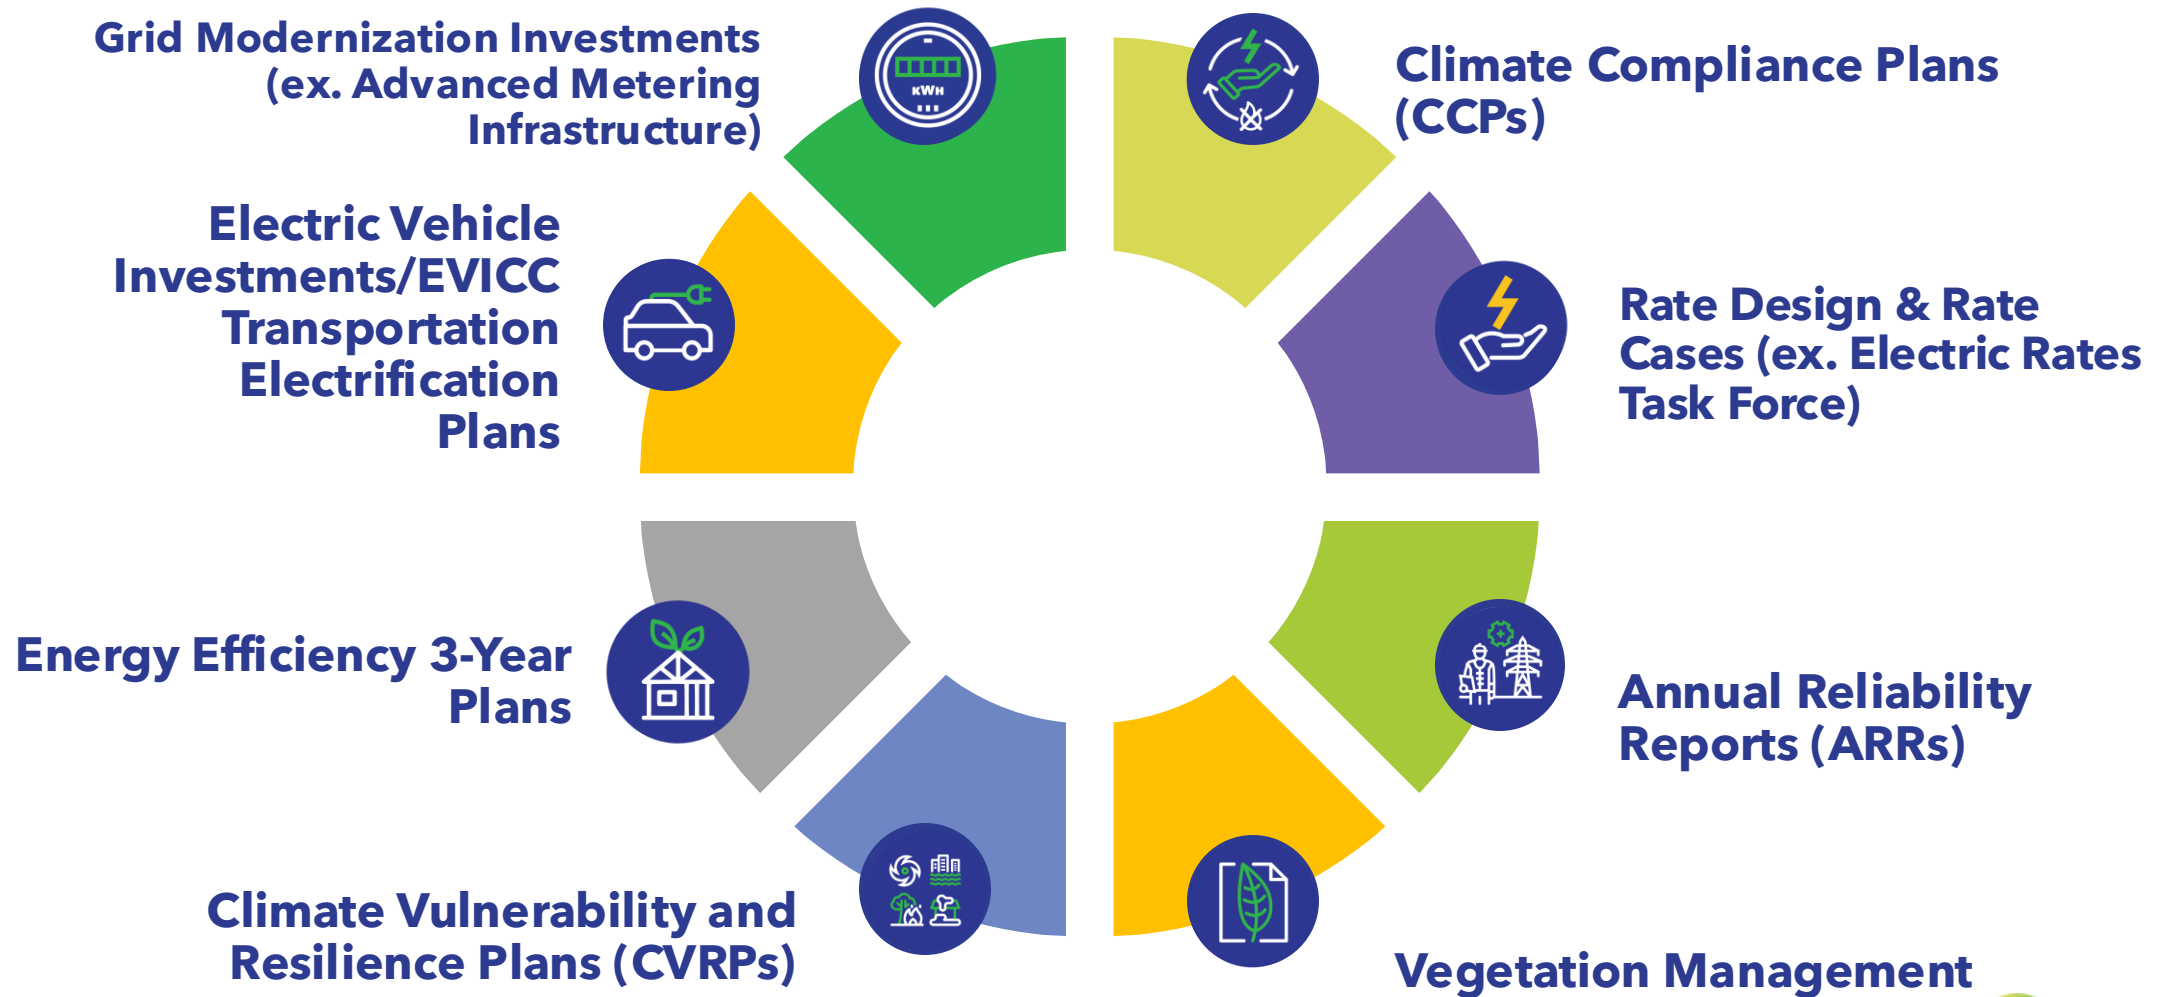 Grid Modernization Investments
(ex. Advanced Metering
Infrastructure)
KWH
Climate Compliance Plans
(CCPs)
Electric Vehicle
Investments/EVICC
Transportation
Electrification
Plans
Rate Design & Rate
Cases (ex. Electric Rates
Task Force)
Energy Efficiency 3-Year
Plans
Annual Reliability
Reports (ARRs)
Climate Vulnerability and
Resilience Plans (CVRPs)
Vegetation Management